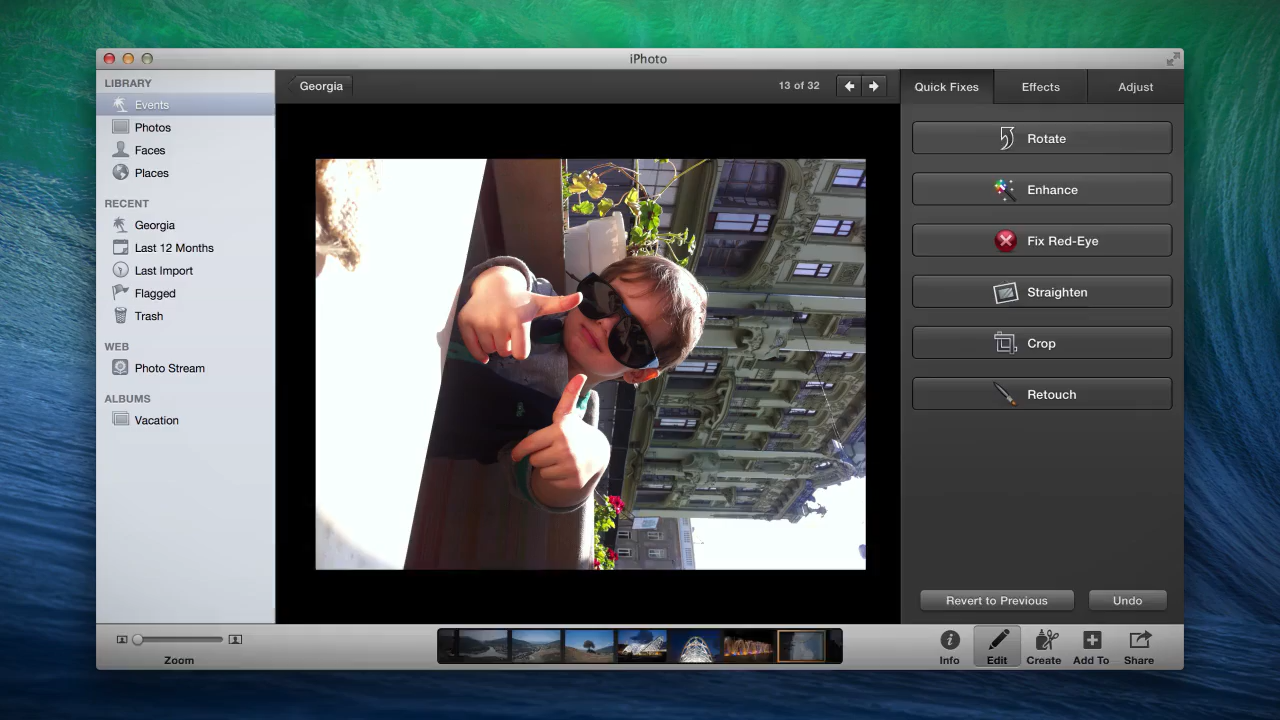 iPhoto
LIBRARY
Events
Photos
Faces
Places
RECENT
Georgia
Last 12 Months
Last Import
Flagged
Trash
WEB
Photo Stream
ALBUMS
Vacation
Zoom
Georgia
13 of 32
Quick Fixes
Effects
Adjust
Rotate
Enhance
Fix Red-Eye
Straighten
Crop
Retouch
Revert to Previous
Undo
Info
Edit
Create
Add To
Share